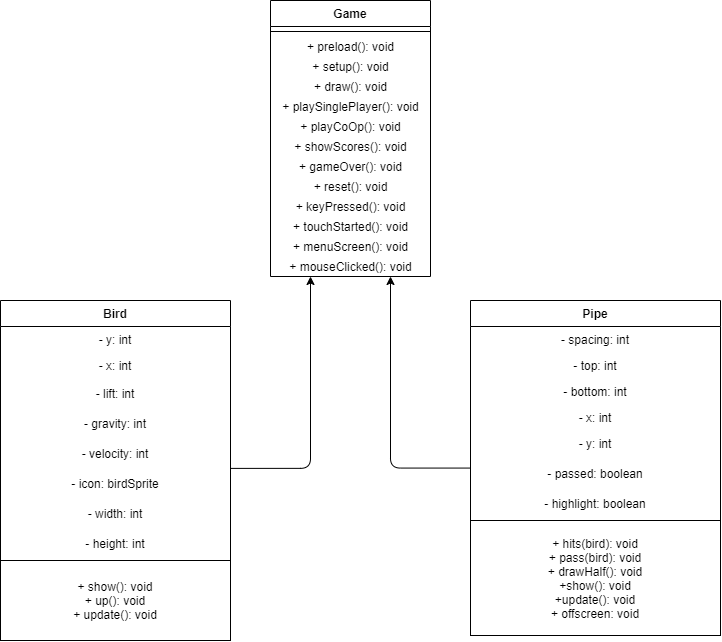 Game
+ preload(): void
+ setup(): void
+ draw(): void
+ playSinglePlayer(): void
+ playCoOp(): void
+ showScores(): void
+ gameOver(): void
+ reset(): void
+ keyPressed(): void
+ touchStarted(): void
+ menuScreen(): void
+ mouseClicked(): void
Bird
- y: int
- x: int
- lift: int
- gravity: int
- velocity: int
- icon: birdSprite
- width: int
- height: int
+ show(): void
+ up(): void
+ update(): void
Pipe
- spacing: int
- top: int
- bottom: int
- x: int
- y: int
- passed: boolean
- highlight: boolean
+ hits(bird): void
+ pass(bird): void
+ drawHalf(): void
+show(): void
+update(): void
+ offscreen: void